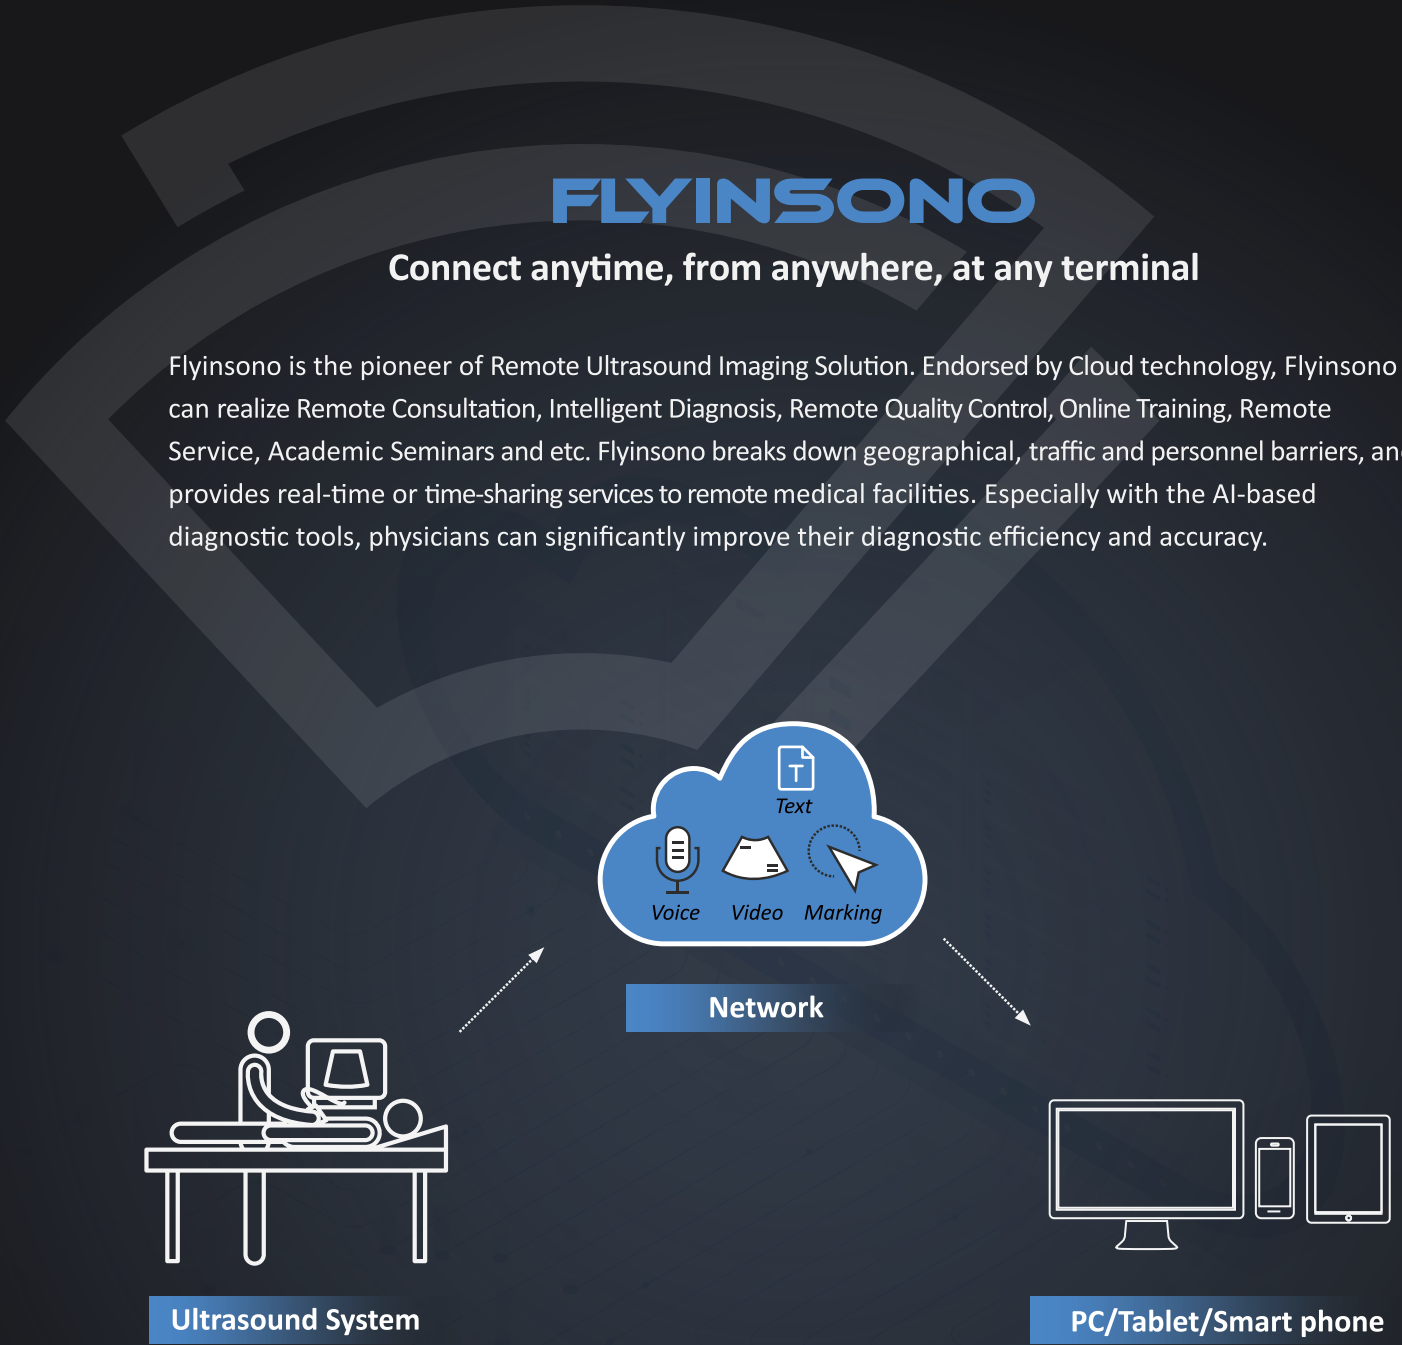 FLYINSONO
Connect anytime, from anywhere, at any terminal
Flyinsono is the pioneer of Remote Ultrasound Imaging Solution. Endorsed by Cloud technology, Flyinsono
can realize Remote Consultation, Intelligent Diagnosis, Remote Quality Control, Online Training, Remote
Service, Academic Seminars and etc. Flyinsono breaks down geographical, traffic and personnel barriers, and
provides real-time or time-sharing services to remote medical facilities. Especially with the AI-based
diagnostic tools, physicians can significantly improve their diagnostic efficiency and accuracy.
T
Text
Voice Video Marking
Network
Ultrasound System
PC/Tablet/Smart phone